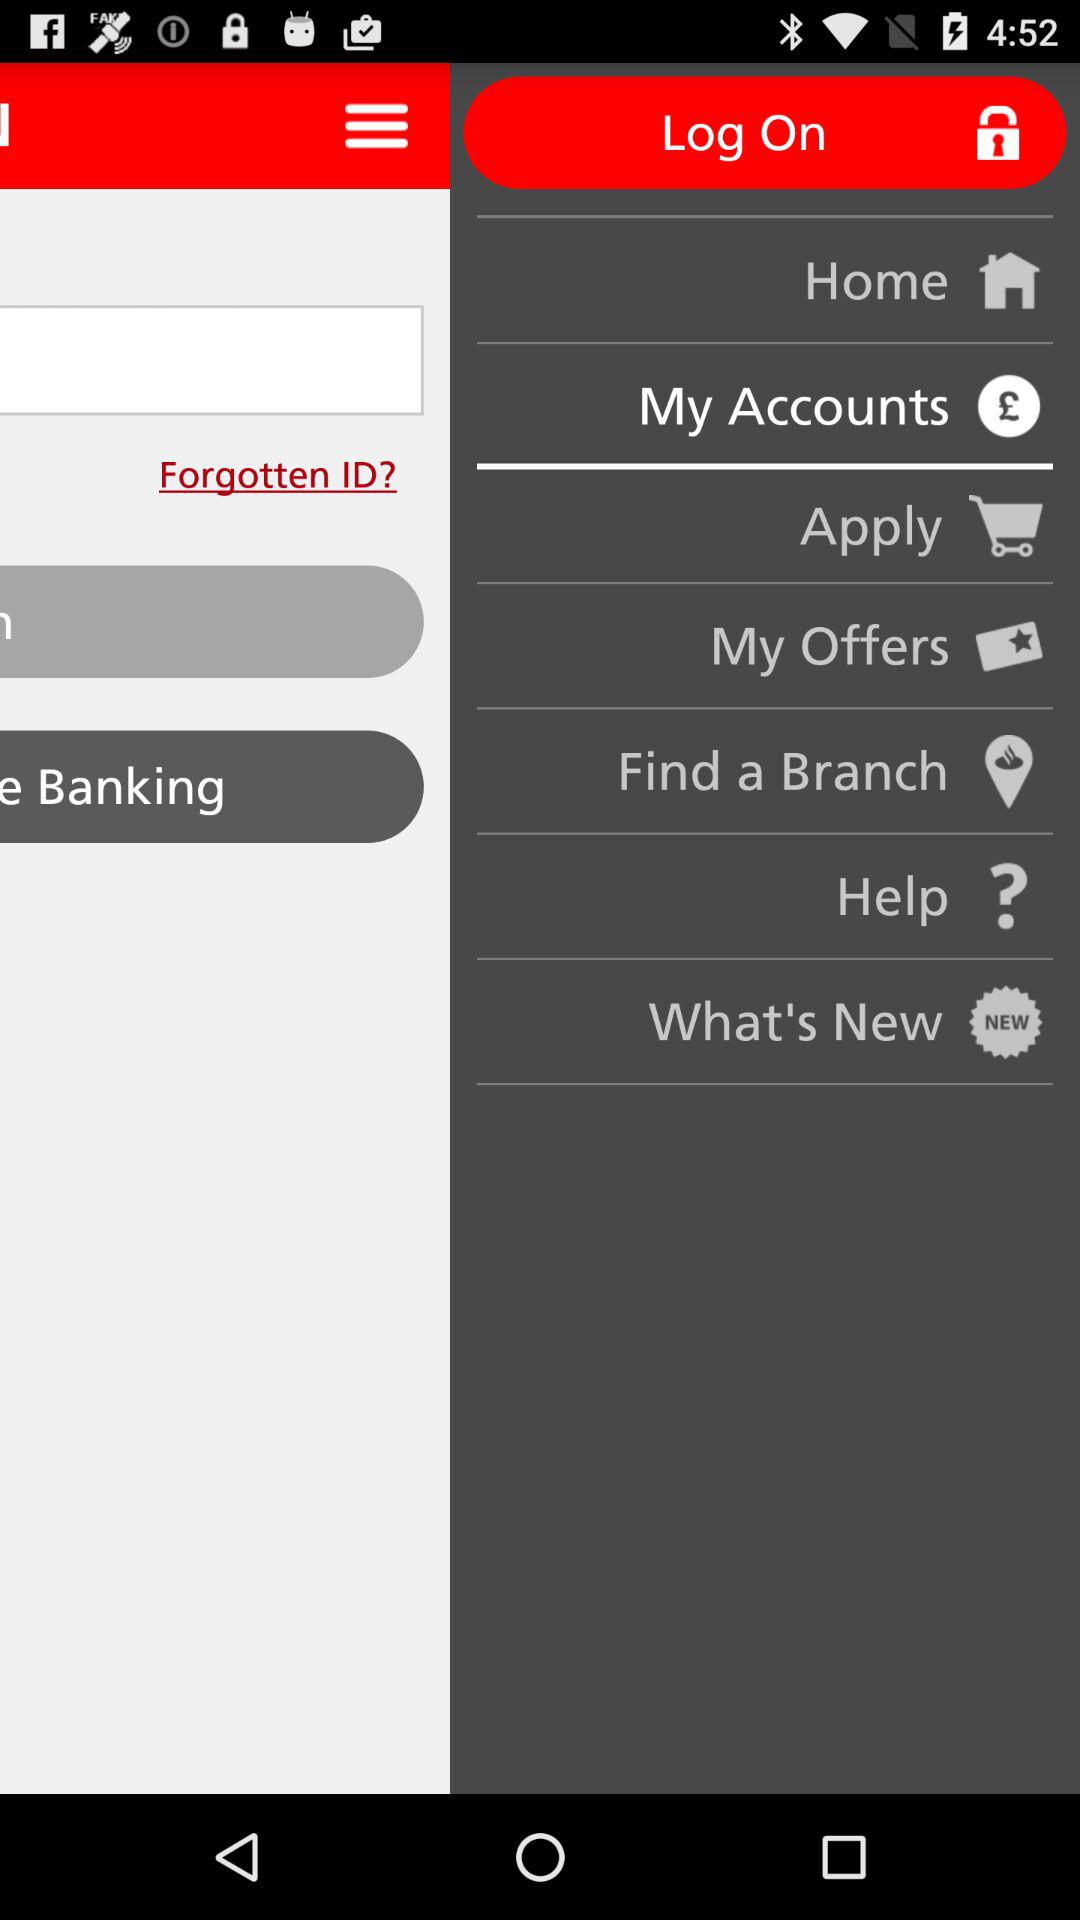 FAKE
4:52
Log On
Home
My Accounts
£
Forgotten ID?
Apply
My Offers
e Banking
Find a Branch
Help
?
What's New
NEW